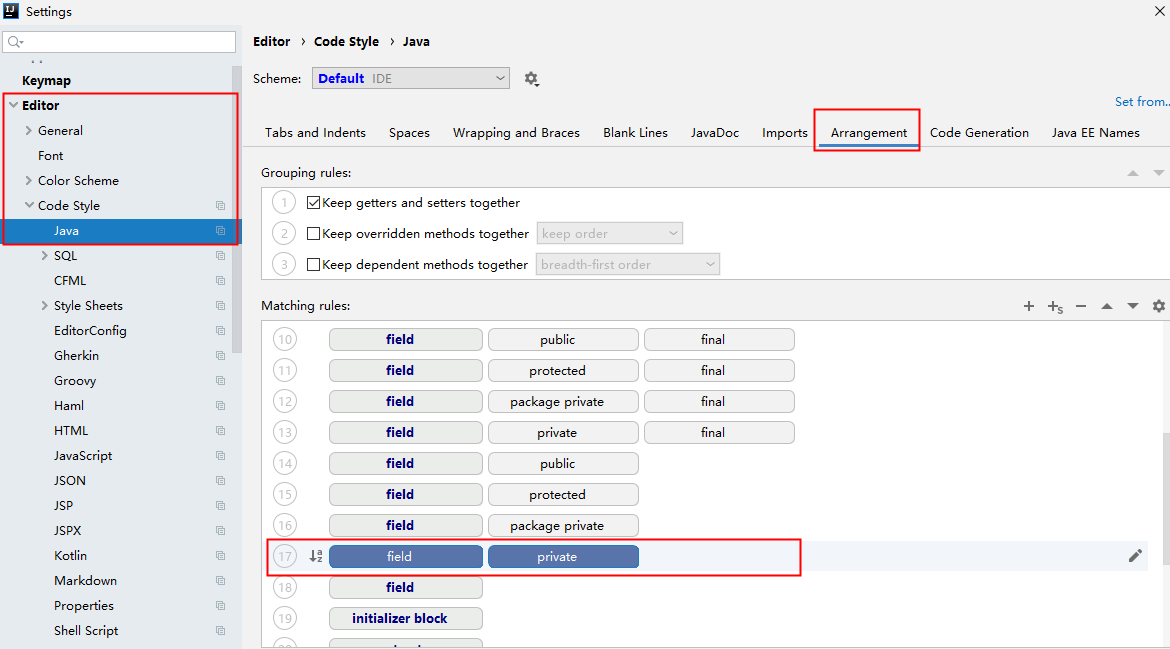 Settings
Keymap
Editor
General
Font
Color Scheme
Code Style
Java
SQL
CFML
Style Sheets
EditorConfig
Gherkin
Groovy
Haml
HTML
JavaScript
JSON
JSP
JSPX
Kotlin
Markdown
Properties
Shell Script
Editor › Code Style › Java
Scheme: Default IDE
Set from..
Tabs and Indents Spaces Wrapping and Braces Blank Lines JavaDoc Imports Arrangement Code Generation Java EE Names
Grouping rules:
1 Keep getters and setters together
2 Keep overridden methods together keep order
3 Keep dependent methods together breadth-first order
Matching rules:
10 field public final
11 field protected final
12 field package private final
13 field private final
14 field public
15 field protected
16 field package private
17 field private
18 field
19 initializer block